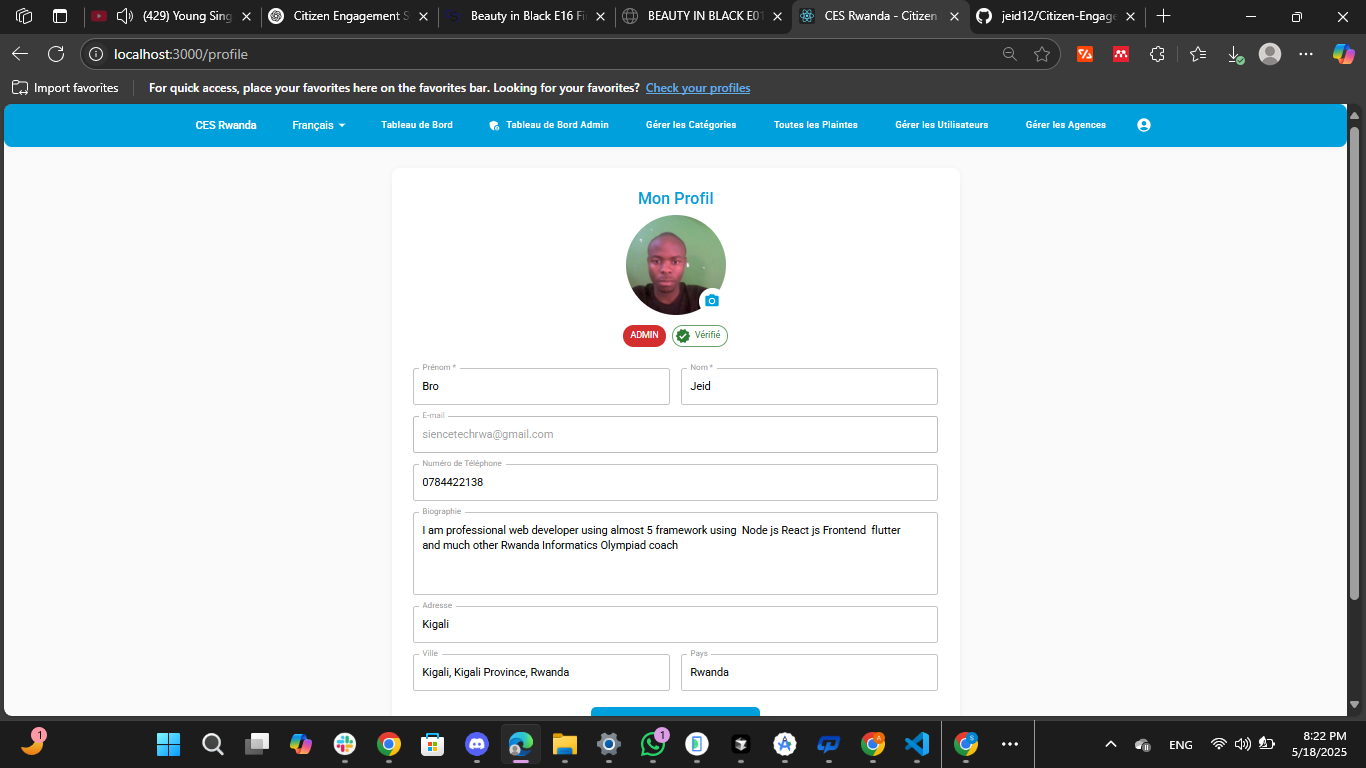 (429) Young Sing
Citizen Engagement S
Beauty in Black E16 Fi
BEAUTY IN BLACK E01
CES Rwanda - Citizen
jeid12/Citizen-Engage
localhost:3000/profile
Import favorites
For quick access, place your favorites here on the favorites bar. Looking for your favorites? Check your profiles
CES Rwanda
Français
Tableau de Bord
Tableau de Bord Admin
Gérer les Catégories
Toutes les Plaintes
Gérer les Utilisateurs
Gérer les Agences
Mon Profil
ADMIN
Vérifié
Prénom *
Bro
Nom *
Jeid
E-mail
siencetechrwa@gmail.com
Numéro de Téléphone
0784422138
Biographie
I am professional web developer using almost 5 framework using  Node js React js Frontend  flutter
and much other Rwanda Informatics Olympiad coach
Adresse
Kigali
Ville
Kigali, Kigali Province, Rwanda
Pays
Rwanda
1
1
ENG
8:22 PM
5/18/2025